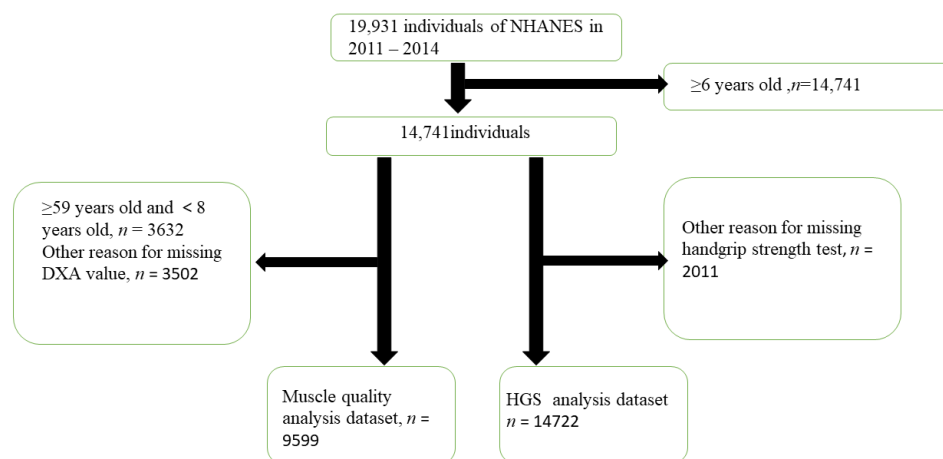 19,931 individuals of NHANES in
2011 – 2014
≥6 years old ,n=14,741
14,741individuals
≥59 years old and < 8
years old, n = 3632
Other reason for missing
DXA value, n = 3502
Other reason for missing
handgrip strength test, n =
2011
Muscle quality
analysis dataset, n =
9599
HGS analysis dataset
n = 14722